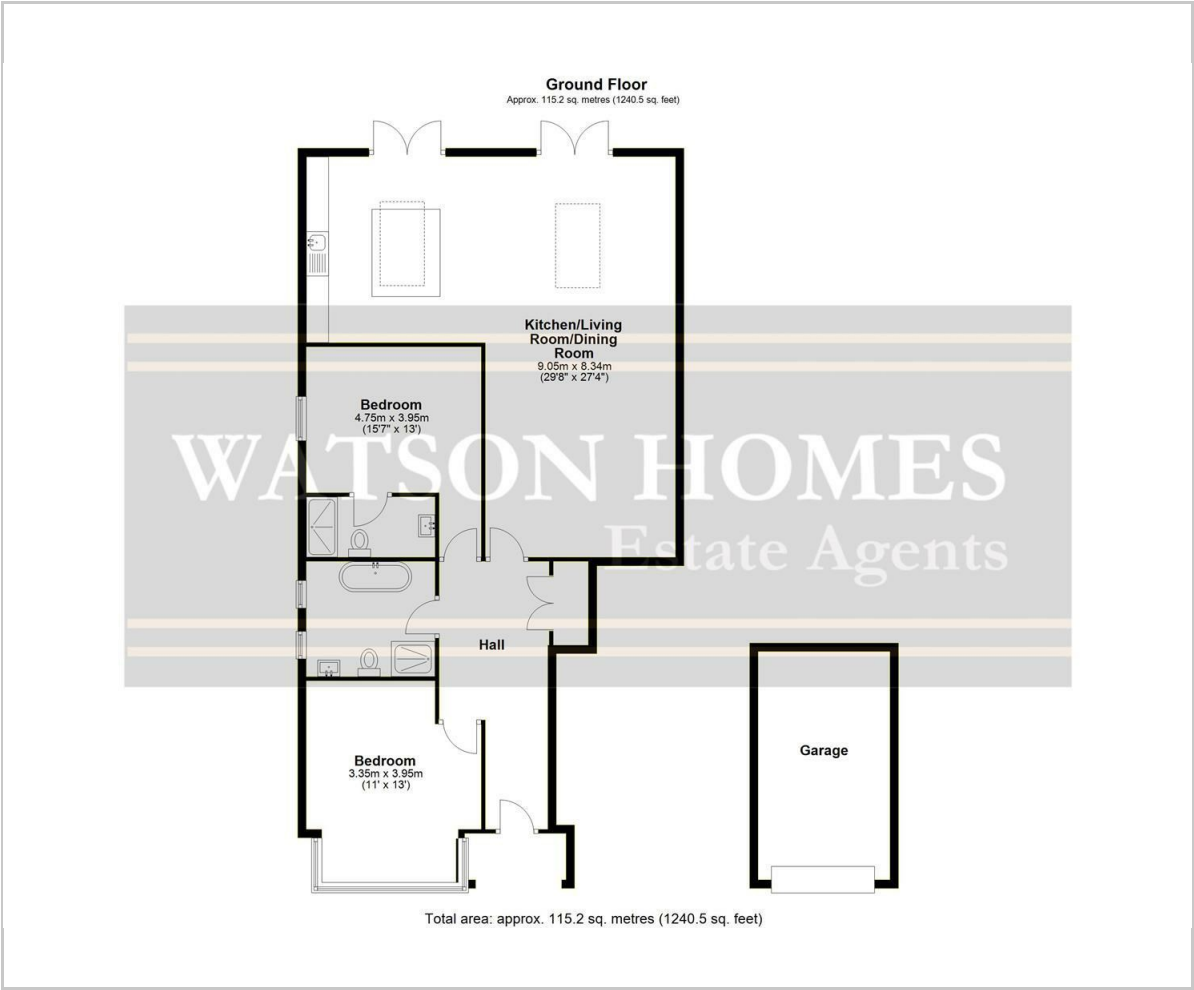 Ground Floor
Approx. 115.2 sq. metres (1240.5 sq. feet)
Kitchen/Living
Room/Dining
Room
9.05m x 8.34m
(29'8" x 27'4")
Bedroom
4.75m x 3.95m
(15'7" x 13')
WATSON HOMES
Estate Agents
Hall
Bedroom
3.35m x 3.95m
(11' x 13')
Garage
Total area: approx. 115.2 sq. metres (1240.5 sq. feet)